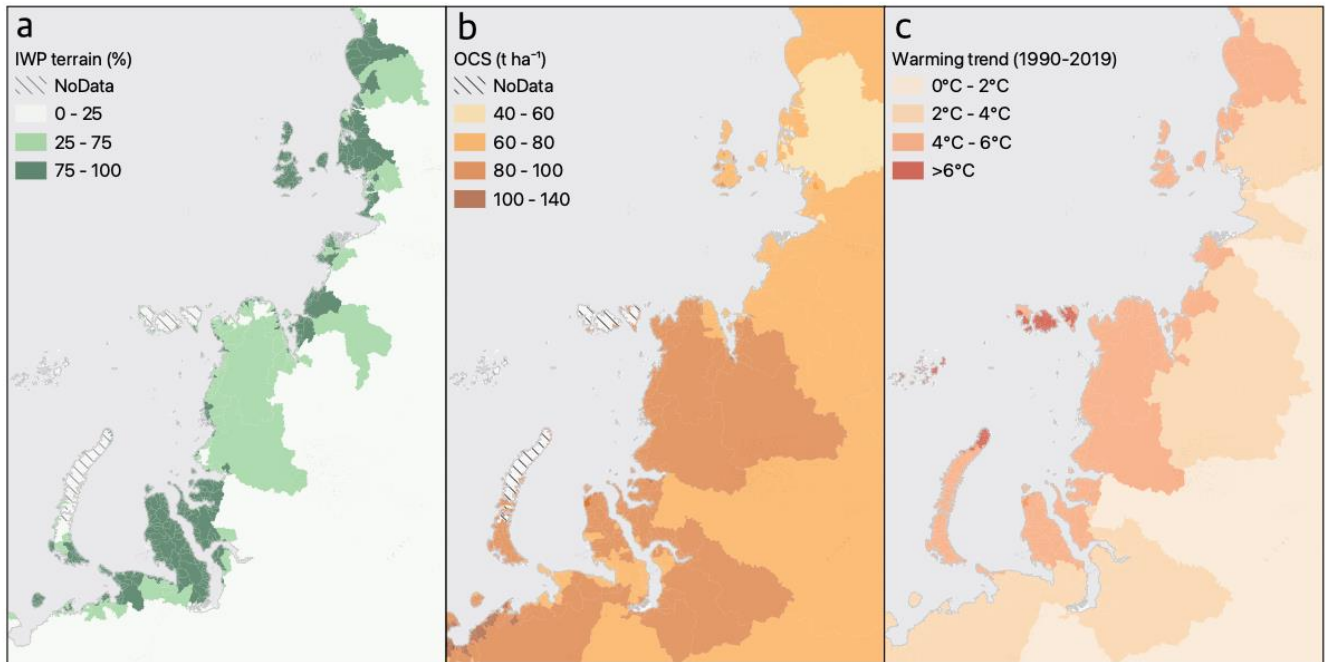 a
IWP terrain (%)
NoData
0 - 25
25 - 75
75 - 100
b
OCS (t ha⁻¹)
NoData
40 - 60
60 - 80
80 - 100
100 - 140
c
Warming trend (1990-2019)
0°C - 2°C
2°C - 4°C
4°C - 6°C
>6°C